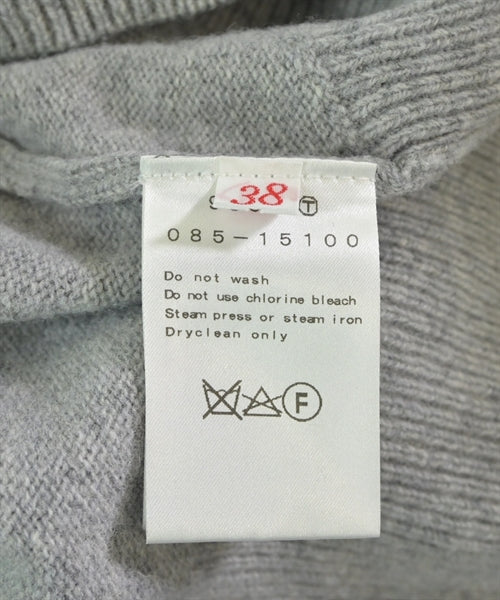 38
Ⓣ
085-15100
Do not wash
Do not use chlorine bleach
Steam press or steam iron
Dryclean only
F